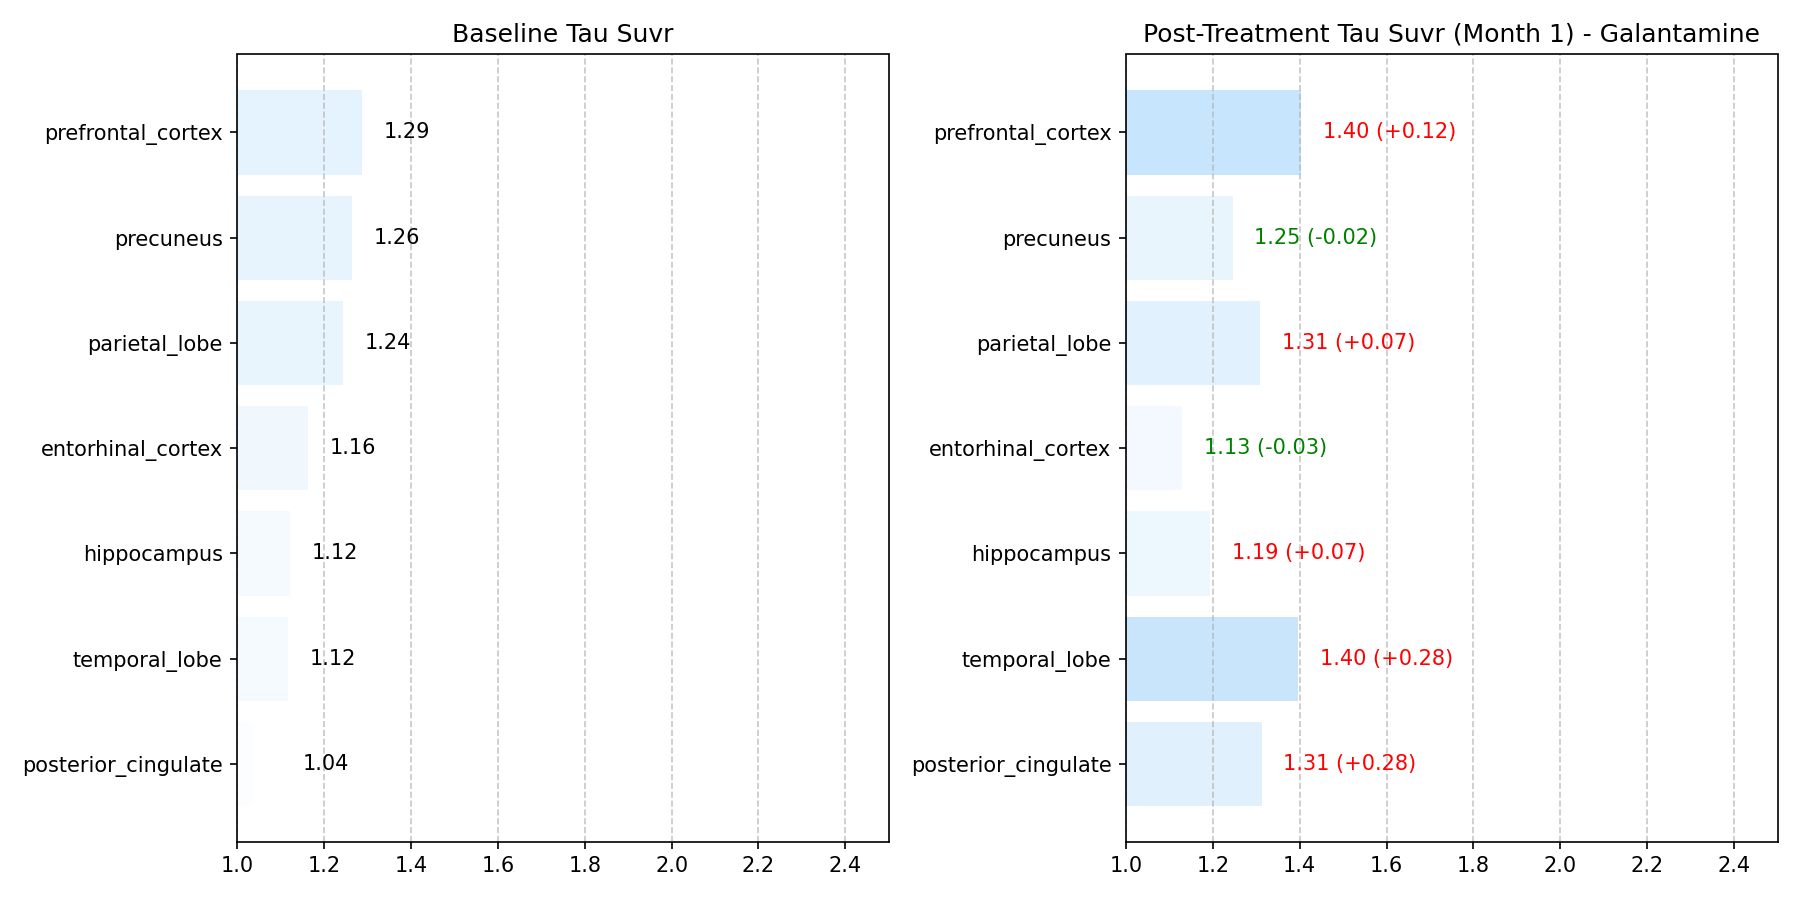 Baseline Tau Suvr
prefrontal_cortex
1.29
precuneus
1.26
parietal_lobe
1.24
entorhinal_cortex
1.16
hippocampus
1.12
temporal_lobe
1.12
posterior_cingulate
1.04
1.0 1.2 1.4 1.6 1.8 2.0 2.2 2.4
Post-Treatment Tau Suvr (Month 1) - Galantamine
prefrontal_cortex
1.40 (+0.12)
precuneus
1.25 (-0.02)
parietal_lobe
1.31 (+0.07)
entorhinal_cortex
1.13 (-0.03)
hippocampus
1.19 (+0.07)
temporal_lobe
1.40 (+0.28)
posterior_cingulate
1.31 (+0.28)
1.0 1.2 1.4 1.6 1.8 2.0 2.2 2.4